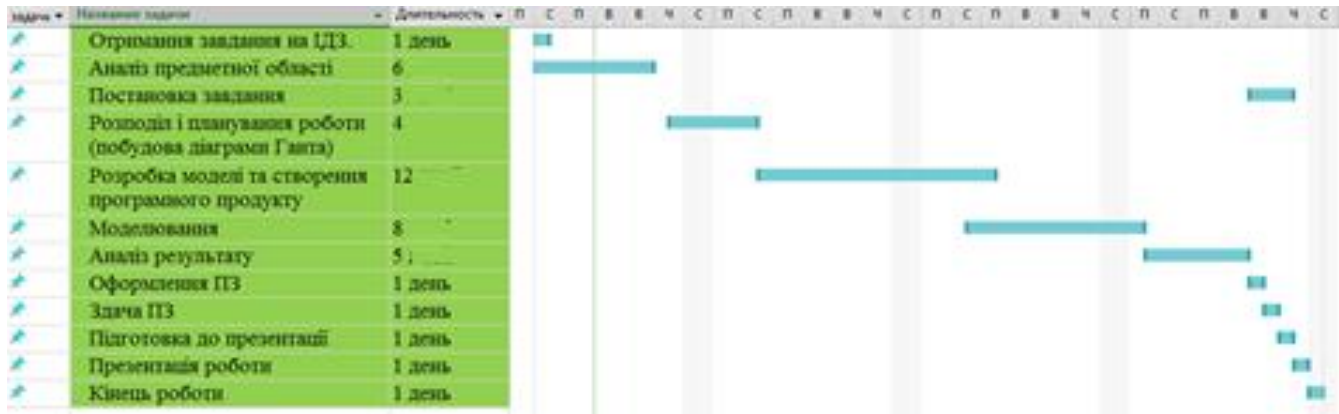 задачи Название задачи Длительность П С П В В Ч С П С П В В Ч С П С П В В Ч С П С П В В Ч С
Отримання завдання на ІДЗ. 1 день
Аналіз предметної області 6
Постановка завдання 3
Розподіл і планування роботи 4
(побудова діаграми Ганта)
Розробка моделі та створення 12
програмного продукту
Моделювання 8
Аналіз результату 5
Оформлення ПЗ 1 день
Здача ПЗ 1 день
Підготовка до презентації 1 день
Презентація роботи 1 день
Кінець роботи 1 день